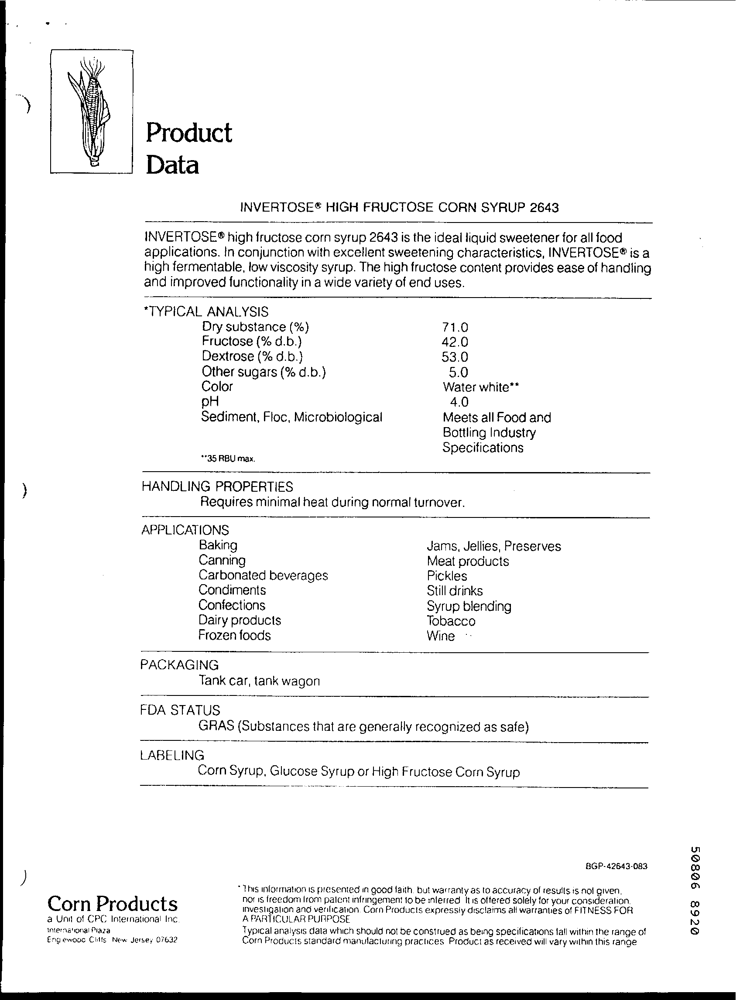 Product
Data
INVERTOSE® HIGH FRUCTOSE CORN SYRUP 2643
INVERTOSE® high fructose corn syrup 2643 is the ideal liquid sweetener for all food
applications. In conjunction with excellent sweetening characteristics, INVERTOSE® is a
high fermentable, low viscosity syrup. The high fructose content provides ease of handling
and improved functionality in a wide variety of end uses.
*TYPICAL ANALYSIS
Dry substance (%) 71.0
Fructose (% d.b.) 42.0
Dextrose (% d.b.) 53.0
Other sugars (% d.b.) 5.0
Color Water white**
pH 4.0
Sediment, Floc, Microbiological Meets all Food and
Bottling Industry
Specifications
**35 RBU max.
HANDLING PROPERTIES
Requires minimal heat during normal turnover.
APPLICATIONS
Baking Jams, Jellies, Preserves
Canning Meat products
Carbonated beverages Pickles
Condiments Still drinks
Confections Syrup blending
Dairy products Tobacco
Frozen foods Wine
PACKAGING
Tank car, tank wagon
FDA STATUS
GRAS (Substances that are generally recognized as safe)
LABELING
Corn Syrup, Glucose Syrup or High Fructose Corn Syrup
BGP-42643-083
Corn Products
a Unit of CPC International Inc.
International Plaza
Englewood Cliffs, New Jersey 07632
*This information is presented in good faith, but warranty as to accuracy of results is not given,
nor is freedom from patent infringement to be inferred. It is offered solely for your consideration,
investigation and verification. Corn Products expressly disclaims all warranties of FITNESS FOR
A PARTICULAR PURPOSE
Typical analysis data which should not be construed as being specifications fall within the range of
Corn Products standard manufacturing practices. Product as received will vary within this range
50806 8920